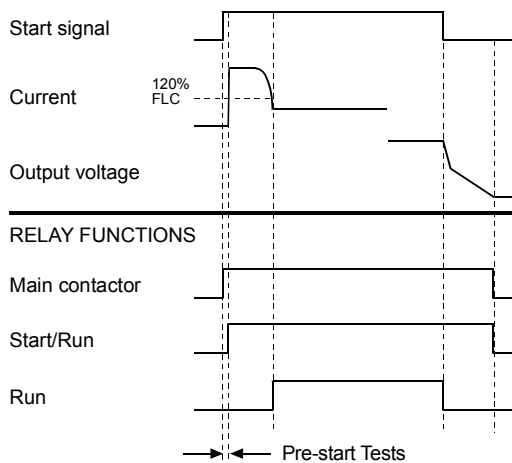 Start signal
120%
FLC
Current
Output voltage
RELAY FUNCTIONS
Main contactor
Start/Run
Run
Pre-start Tests